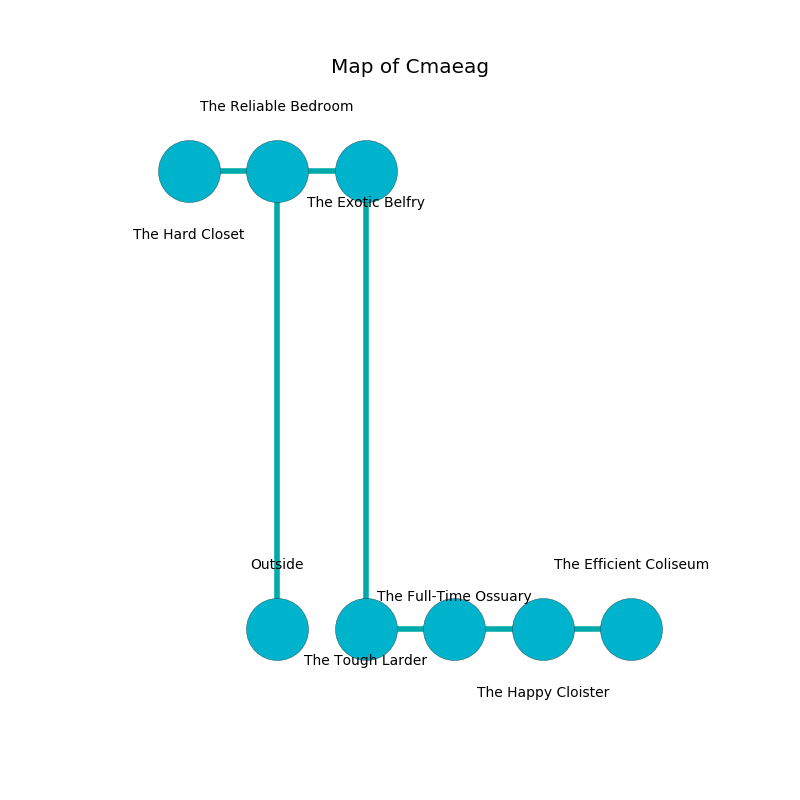 Map of Cmaeag
The Reliable Bedroom
The Exotic Belfry
The Hard Closet
Outside
The Efficient Coliseum
The Full-Time Ossuary
The Tough Larder
The Happy Cloister